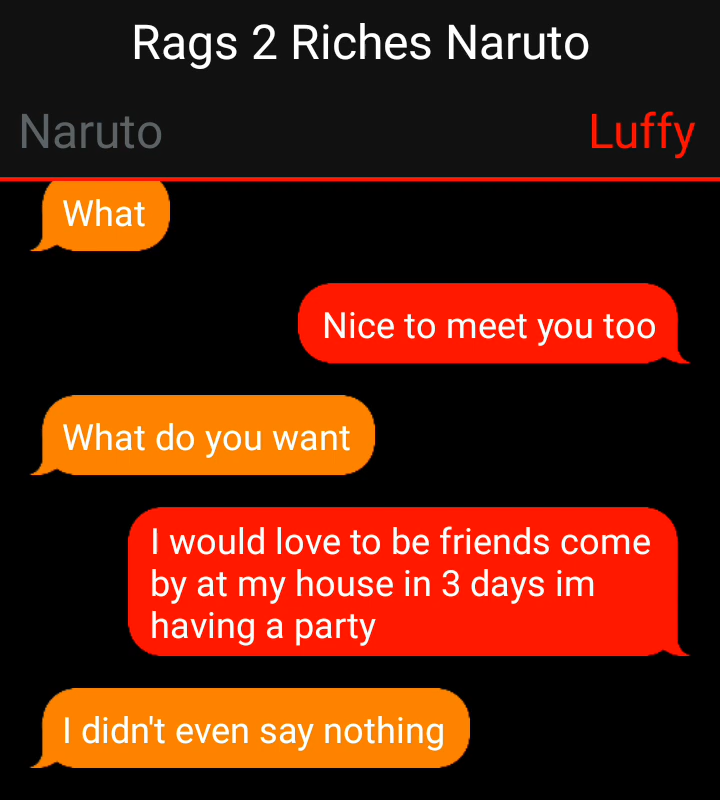 Rags 2 Riches Naruto
Naruto
Luffy
What
Nice to meet you too
What do you want
I would love to be friends come
by at my house in 3 days im
having a party
I didn't even say nothing